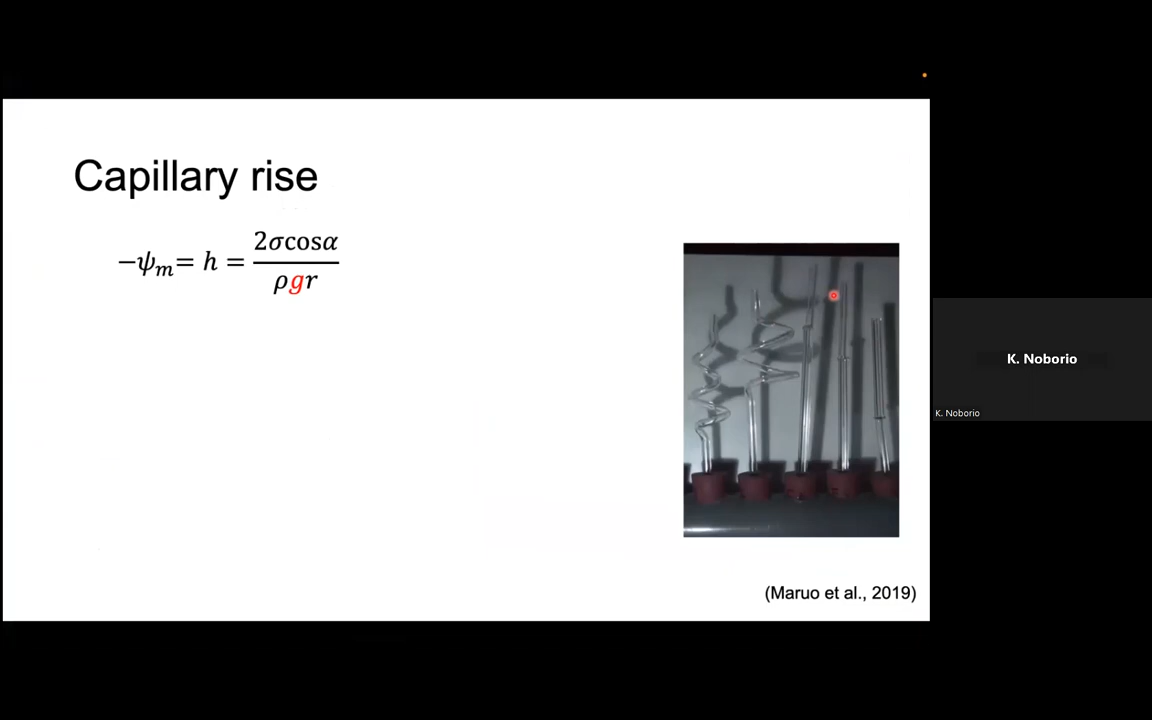 Capillary rise
−ψₘ= h = 2σcosα / ρgr
(Maruo et al., 2019)
K. Noborio
K. Noborio